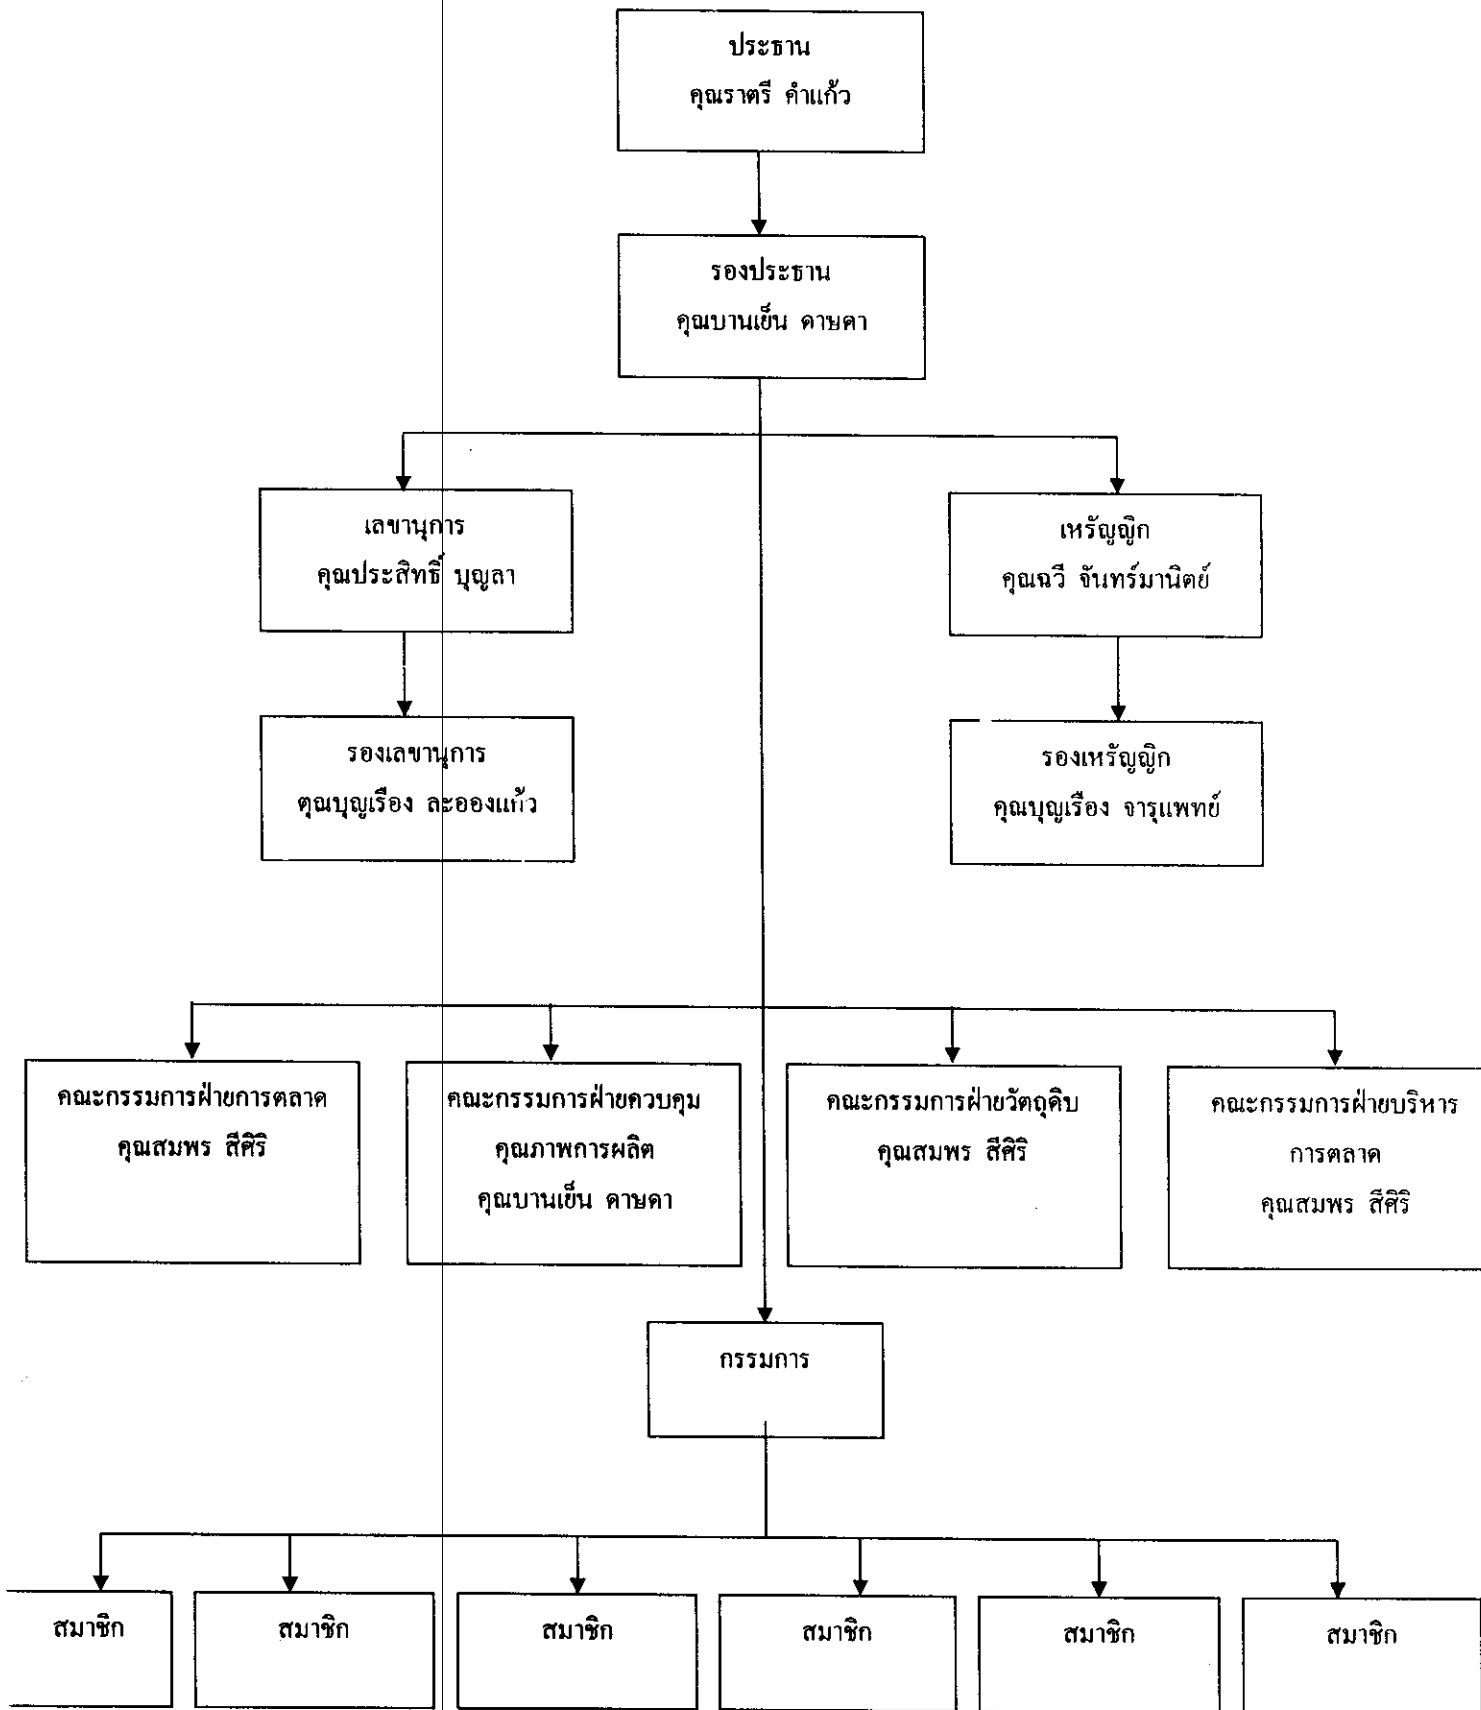 ประธาน
คุณราตรี คำแก้ว
รองประธาน
คุณบานเย็น ดาษดา
เลขานุการ
คุณประสิทธิ์ บุญลา
เหรัญญิก
คุณฉวี จันทร์มานิตย์
รองเลขานุการ
คุณบุญเรือง ละอองแก้ว
รองเหรัญญิก
คุณบุญเรือง จารุแพทย์
คณะกรรมการฝ่ายการตลาด
คุณสมพร สีศิริ
คณะกรรมการฝ่ายควบคุม
คุณภาพการผลิต
คุณบานเย็น ดาษดา
คณะกรรมการฝ่ายวัตถุดิบ
คุณสมพร สีศิริ
คณะกรรมการฝ่ายบริหาร
การตลาด
คุณสมพร สีศิริ
กรรมการ
สมาชิก
สมาชิก
สมาชิก
สมาชิก
สมาชิก
สมาชิก